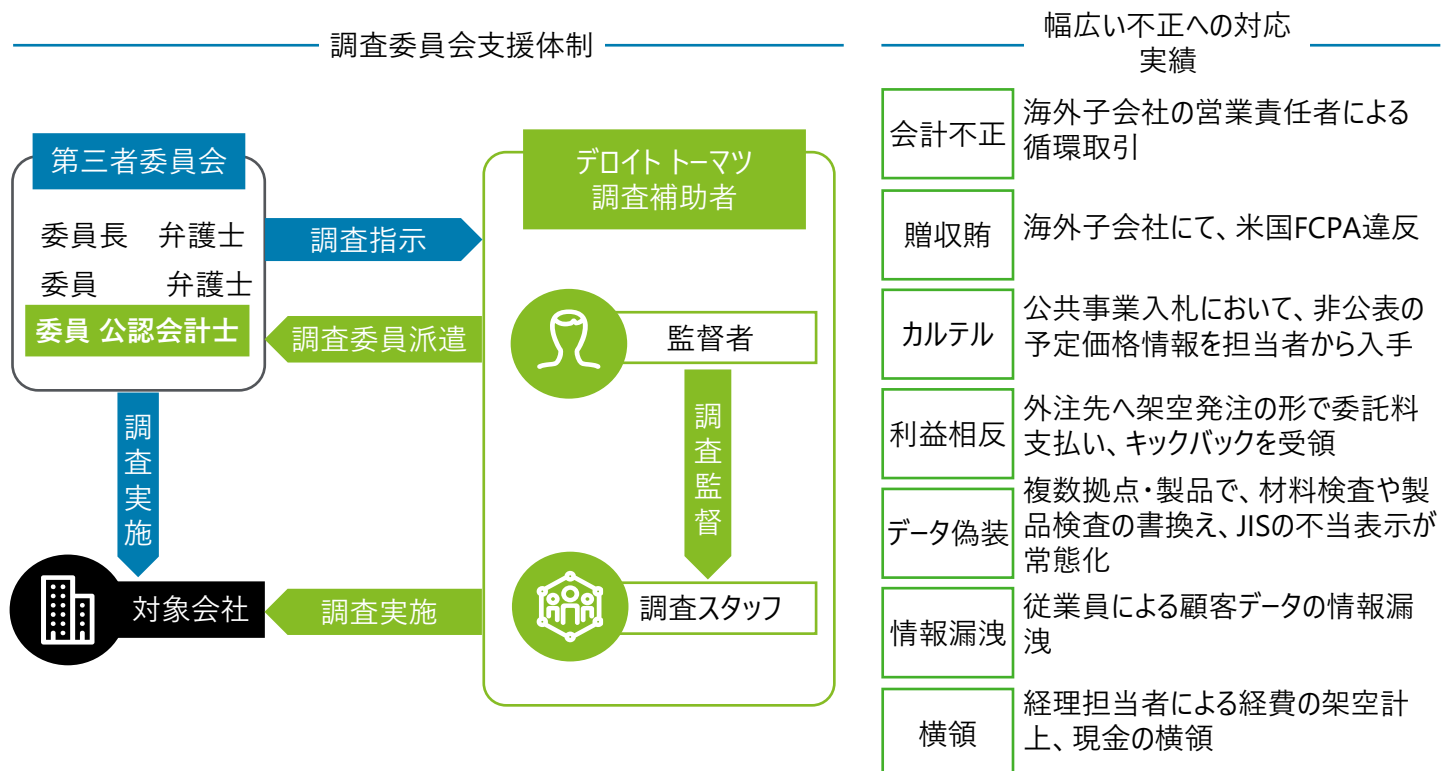 調査委員会支援体制
第三者委員会
委員長 弁護士
委員 弁護士
委員 公認会計士
調査指示
調査委員派遣
デロイト トーマツ
調査補助者
監督者
調査監督
調査スタッフ
調査実施
対象会社
調査実施
幅広い不正への対応
実績
会計不正
海外子会社の営業責任者による
循環取引
贈収賄
海外子会社にて、米国FCPA違反
カルテル
公共事業入札において、非公表の
予定価格情報を担当者から入手
利益相反
外注先へ架空発注の形で委託料
支払い、キックバックを受領
データ偽装
複数拠点・製品で、材料検査や製
品検査の書換え、JISの不当表示が
常態化
情報漏洩
従業員による顧客データの情報漏
洩
横領
経理担当者による経費の架空計
上、現金の横領